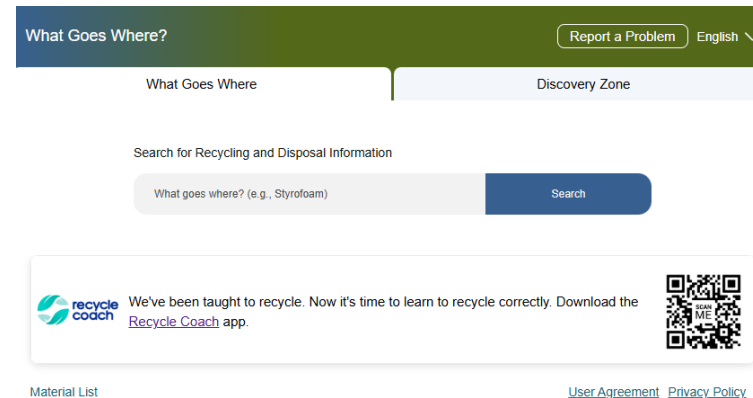 What Goes Where?
Report a Problem
English
What Goes Where
Discovery Zone
Search for Recycling and Disposal Information
What goes where? (e.g., Styrofoam)
Search
recycle
coach
We've been taught to recycle. Now it's time to learn to recycle correctly. Download the
Recycle Coach app.
SCAN
ME
Material List
User Agreement
Privacy Policy